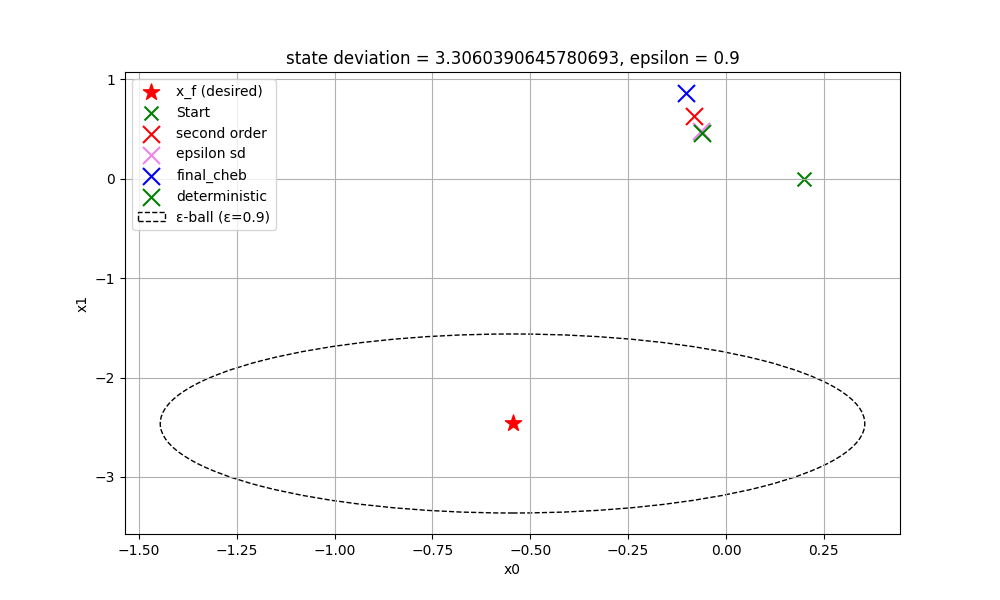 state deviation = 3.3060390645780693, epsilon = 0.9
x_f (desired)
Start
second order
epsilon sd
final_cheb
deterministic
ε-ball (ε=0.9)
1
0
−1
−2
−3
x1
−1.50
−1.25
−1.00
−0.75
−0.50
−0.25
0.00
0.25
x0